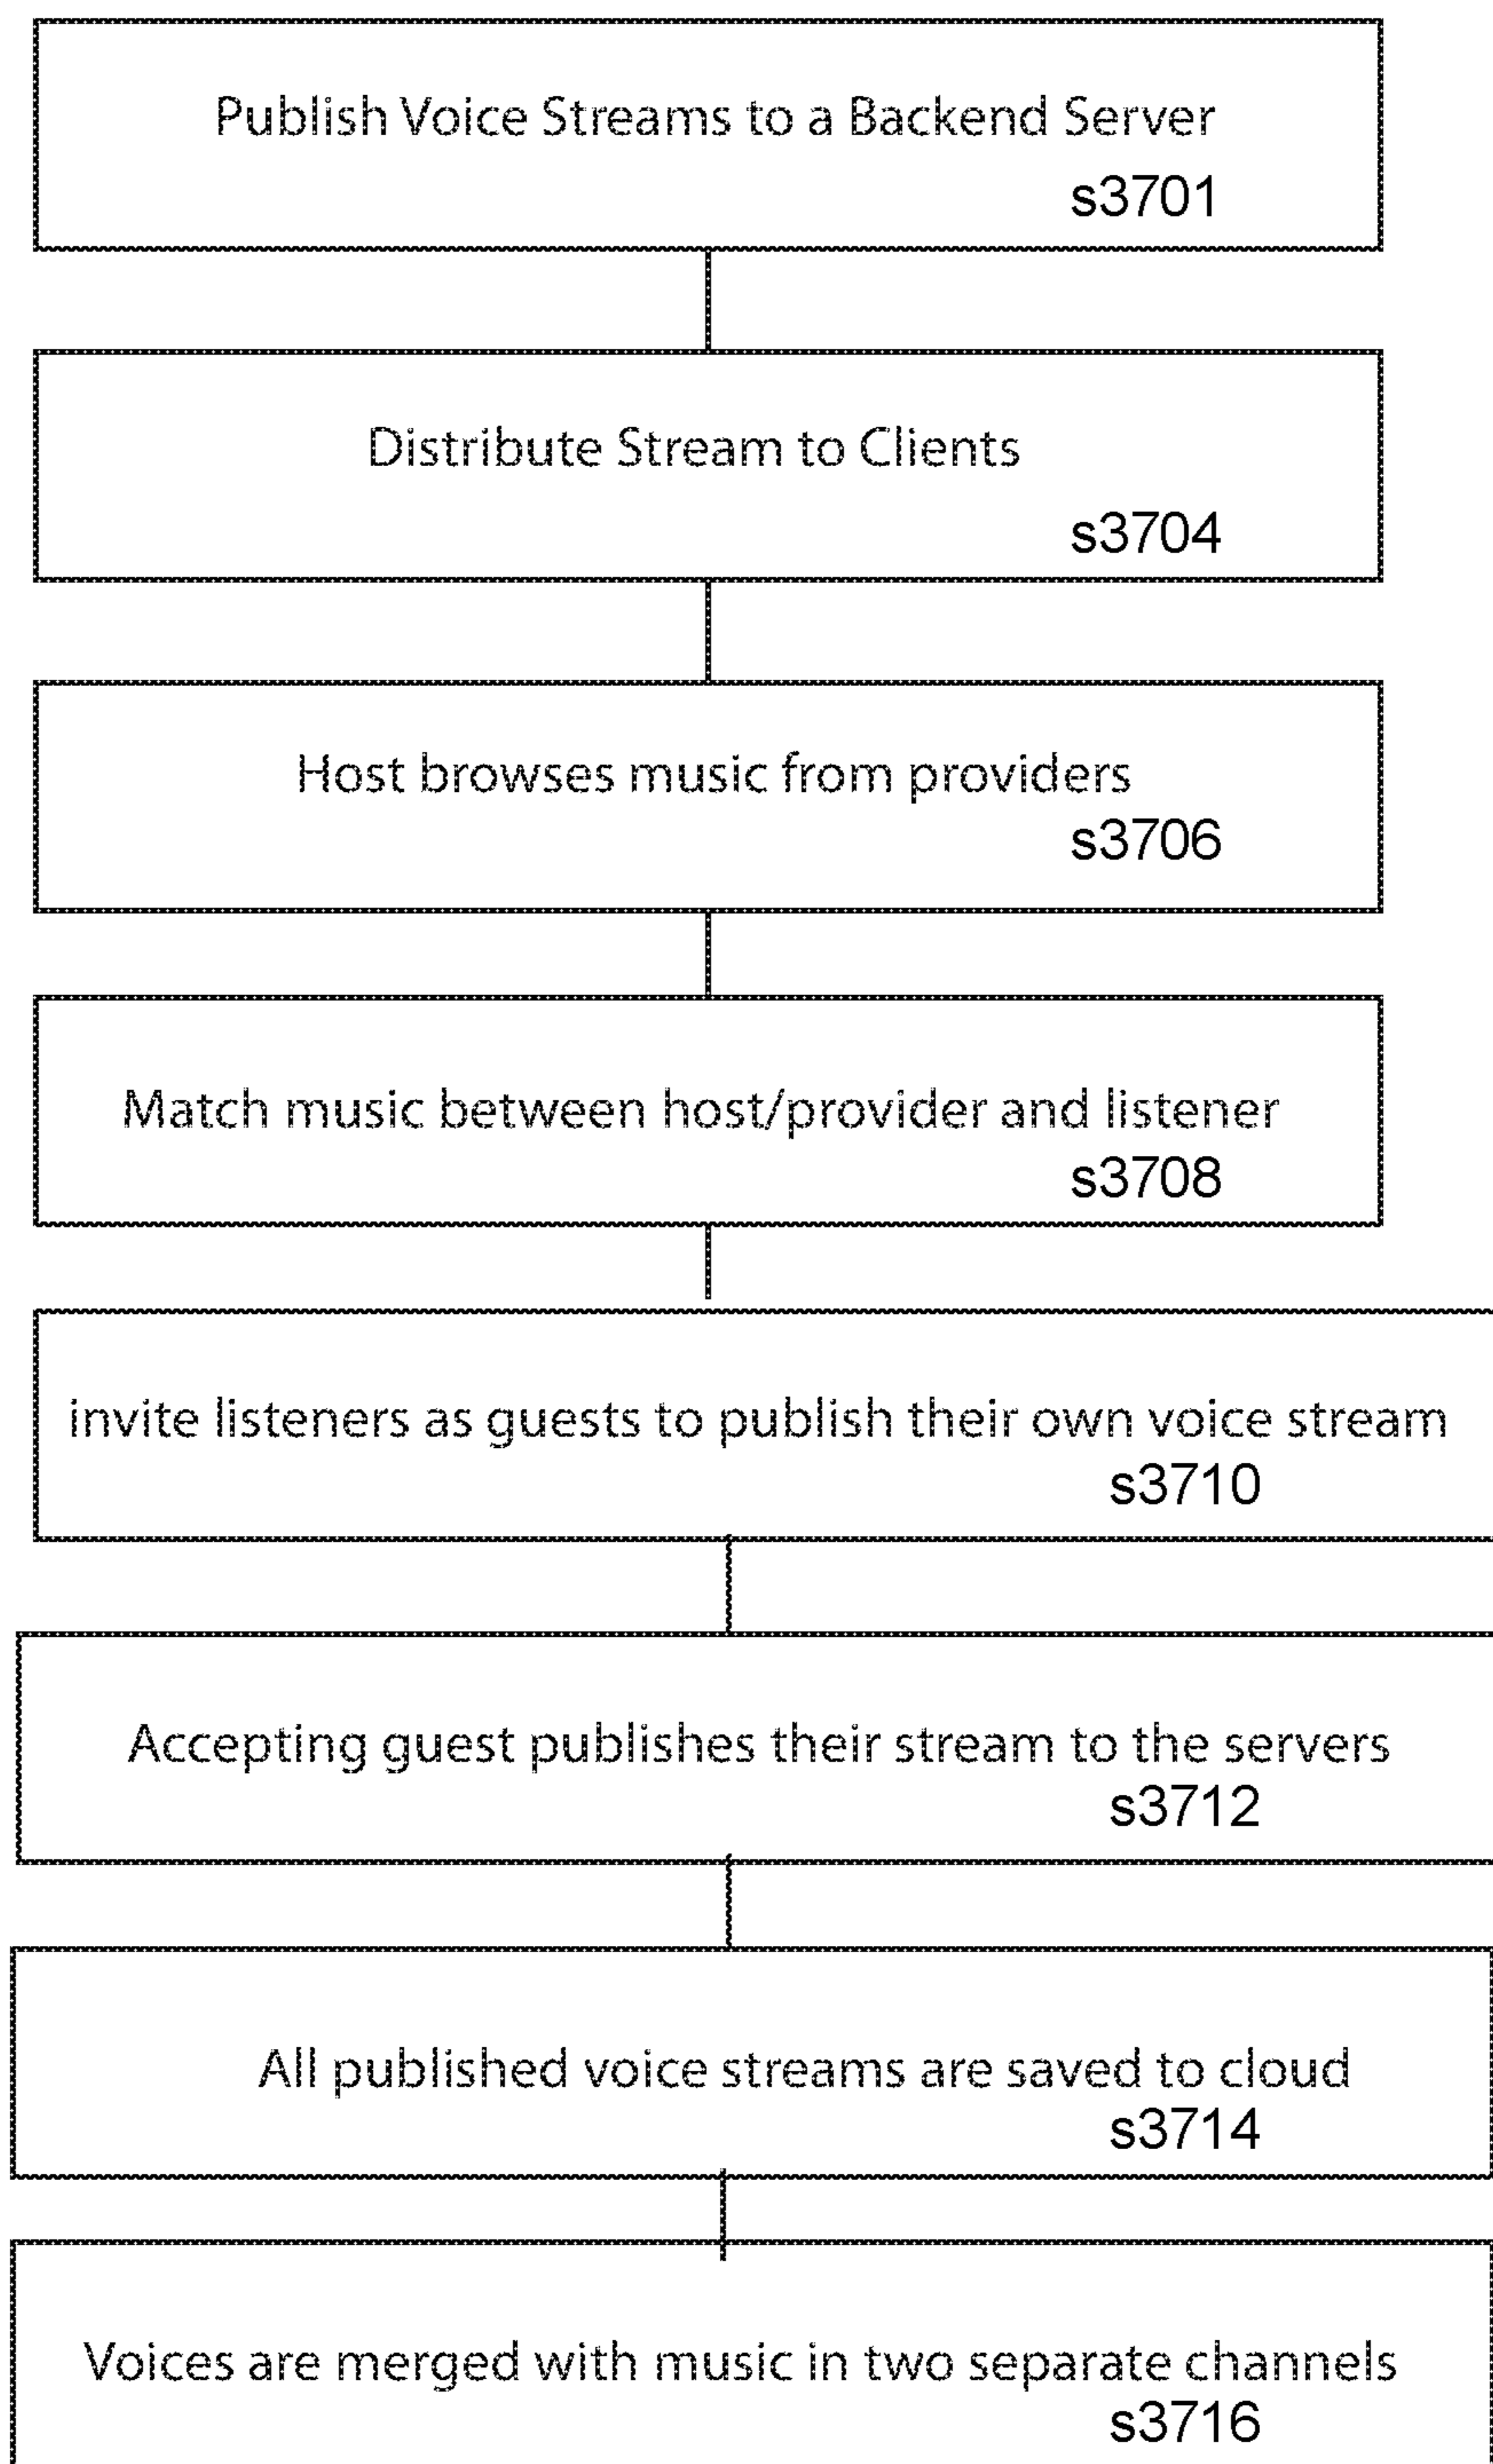 Publish Voice Streams to a Backend Server
s3701
Distribute Stream to Clients
s3704
Host browses music from providers
s3706
Match music between host/provider and listener
s3708
invite listeners as guests to publish their own voice stream
s3710
Accepting guest publishes their stream to the servers
s3712
All published voice streams are saved to cloud
s3714
Voices are merged with music in two separate channels
s3716